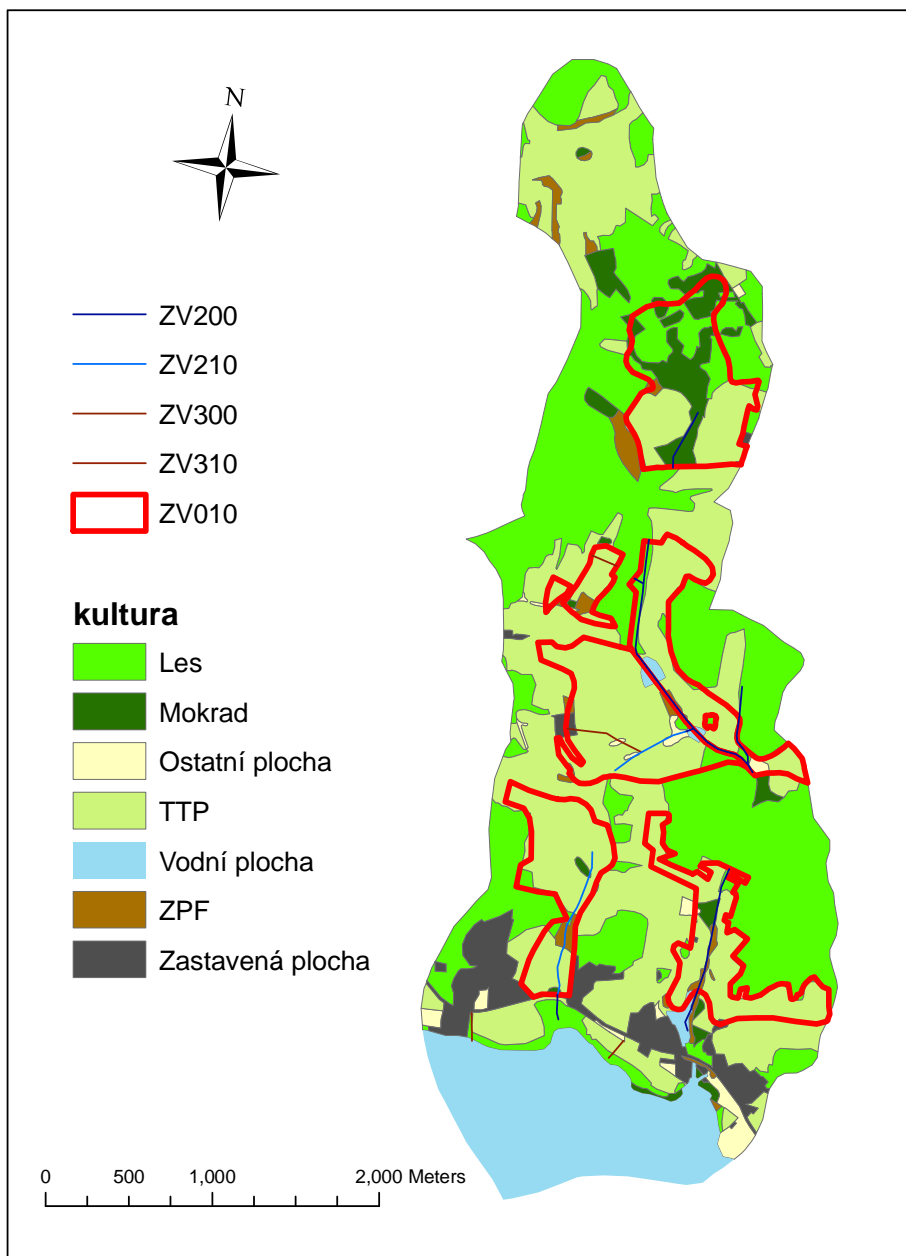 N
ZV200
ZV210
ZV300
ZV310
ZV010
kultura
Les
Mokrad
Ostatní plocha
TTP
Vodní plocha
ZPF
Zastavená plocha
0 500 1,000 2,000 Meters